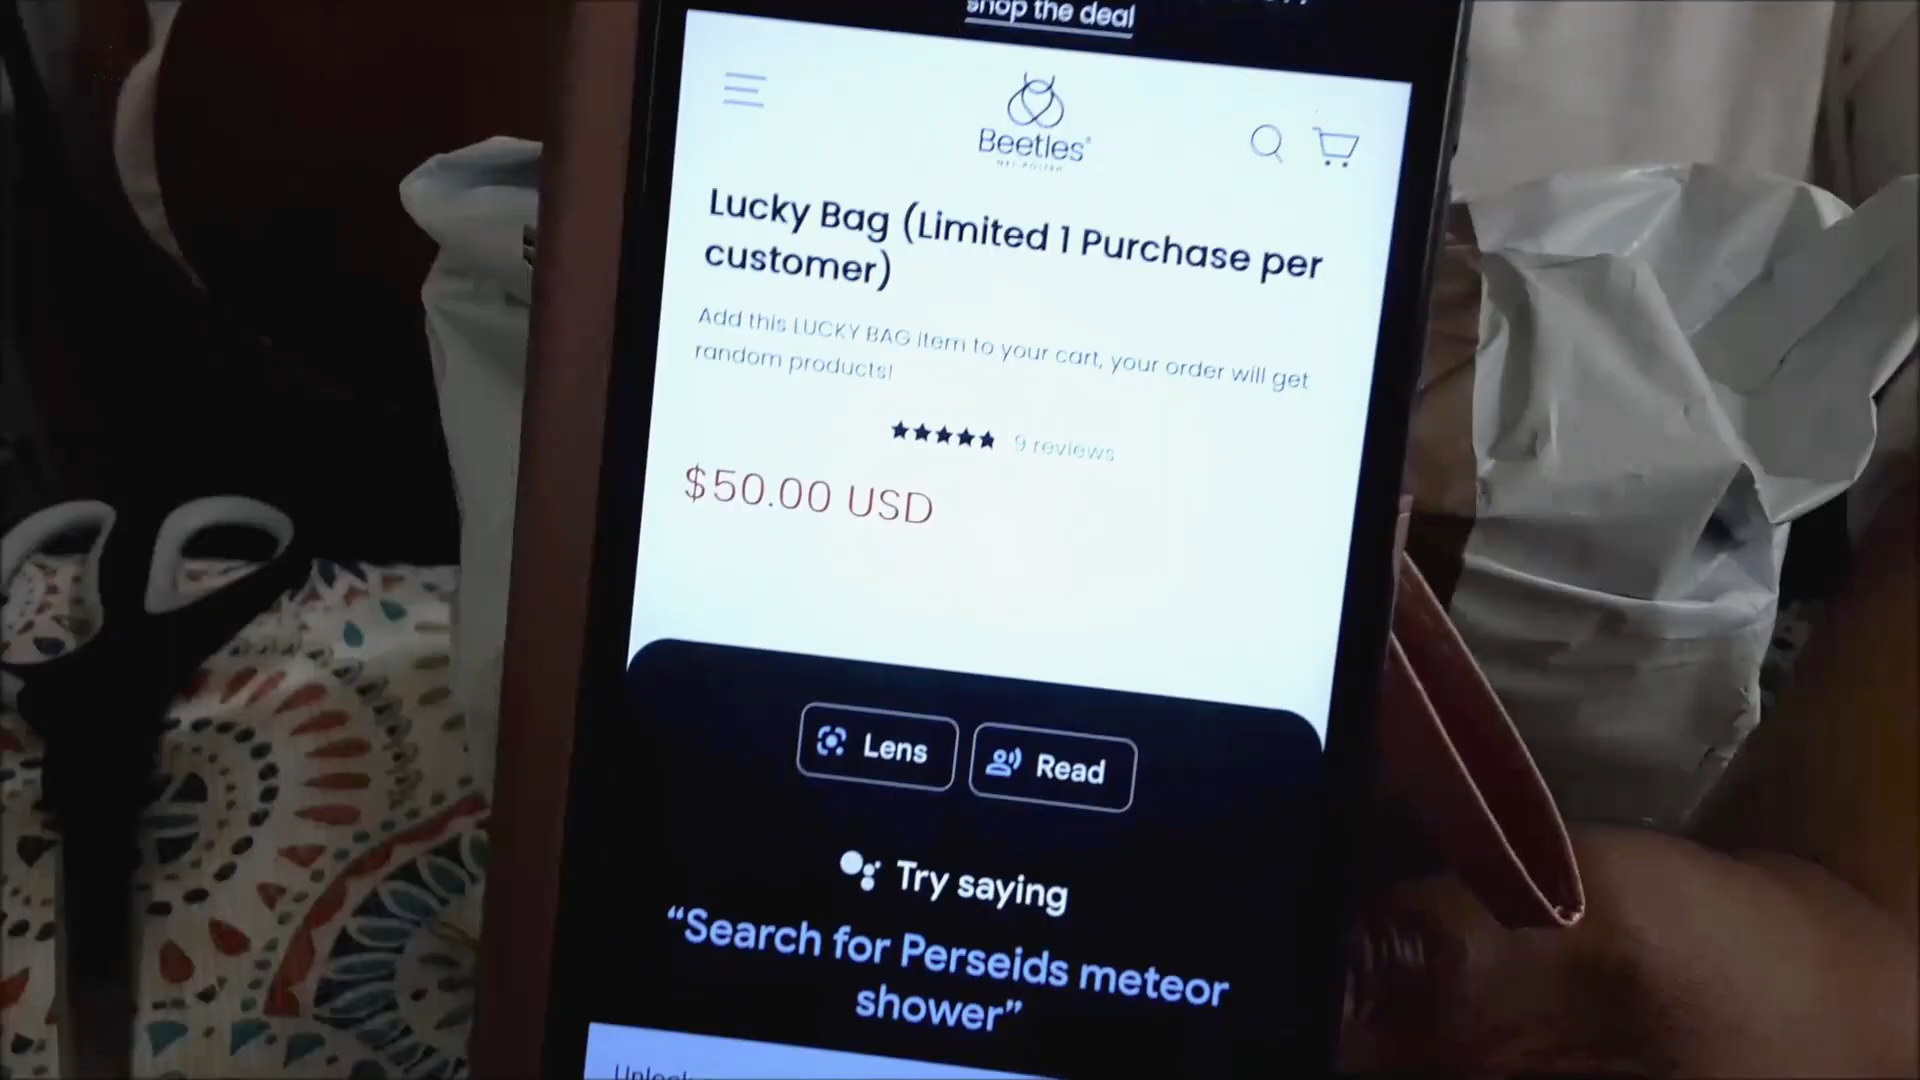 shop the deal
Beetles®
GEL POLISH
Lucky Bag (Limited 1 Purchase per
customer)
Add this LUCKY BAG item to your cart, your order will get
random products!
9 reviews
$50.00 USD
Lens
Read
Try saying
"Search for Perseids meteor
shower"